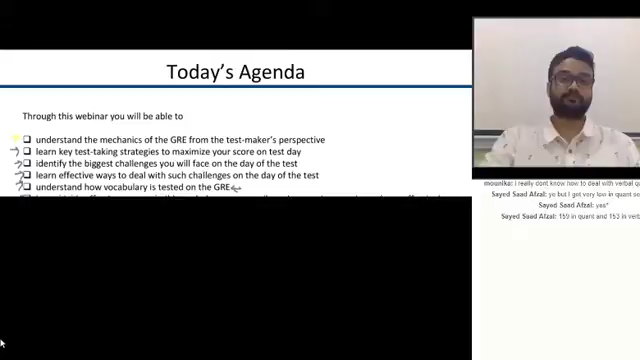 Today's Agenda
Through this webinar you will be able to
understand the mechanics of the GRE from the test-maker's perspective
learn key test-taking strategies to maximize your score on test day
identify the biggest challenges you will face on the day of the test
learn effective ways to deal with such challenges on the day of the test
understand how vocabulary is tested on the GRE
mounika: I really dont know how to deal with verbal qu
Sayed Saad Afzal: ye but I got very low in quant se
Sayed Saad Afzal: yes*
Sayed Saad Afzal: 159 in quant and 153 in verb